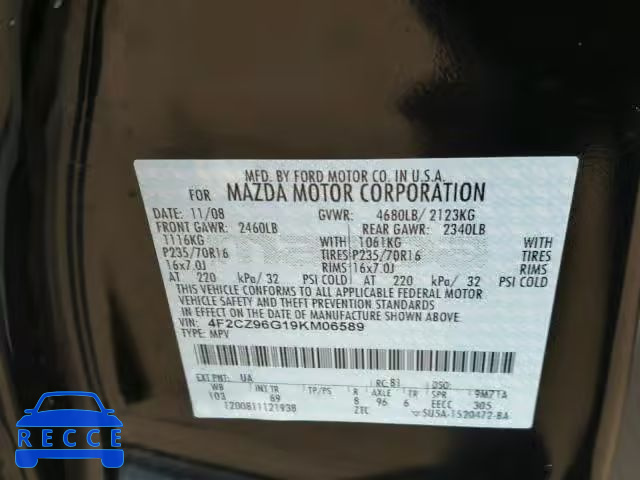 MFD. BY FORD MOTOR CO. IN U.S.A.
FOR MAZDA MOTOR CORPORATION
DATE: 11/08 GVWR: 4680LB/ 2123KG
FRONT GAWR: 2460LB REAR GAWR: 2340LB
1116KG 1061KG
P235/70R16 TIRES P235/70R16 TIRES
16x7.0J RIMS 16x7.0J RIMS
AT 220 kPa/ 32 PSI COLD AT 220 kPa/ 32 PSI COLD
THIS VEHICLE CONFORMS TO ALL APPLICABLE FEDERAL MOTOR
VEHICLE SAFETY AND THEFT PREVENTION STANDARDS
IN EFFECT ON THE DATE OF MANUFACTURE SHOWN ABOVE.
VIN: 4F2CZ96G19KM06589
TYPE: MPV
EXT PNT: UA RC: 81 DSO:
WB INT TR TP/PS R AXLE TR SPR 9M7TA
103 69 8 96 6 EECC 305
1200811121938 ZTC SU5A-1520472-BA
RECCE